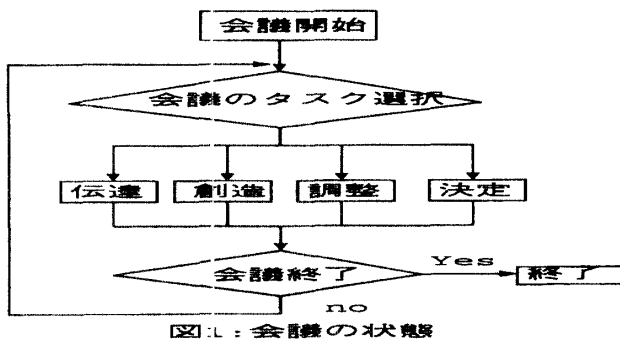 会議開始
会議のタスク選択
伝達
創造
調整
決定
会議終了
Yes
終了
no
図1:会議の状態